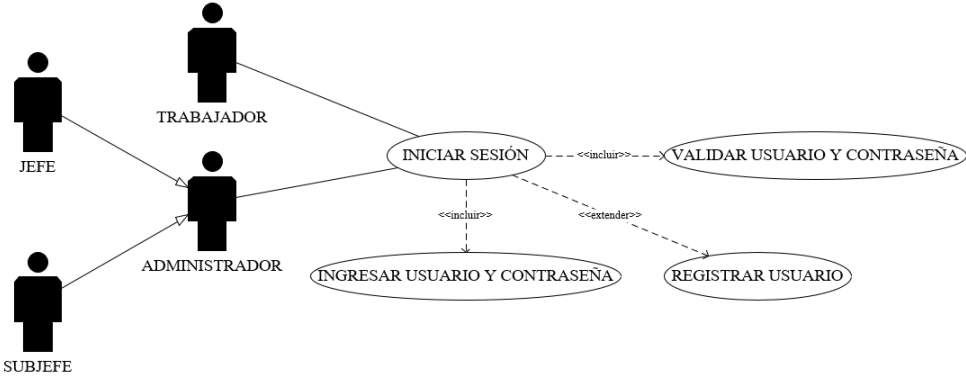 TRABAJADOR
JEFE
INICIAR SESIÓN
<<incluir>>
VALIDAR USUARIO Y CONTRASEÑA
<<incluir>>
<<extender>>
ADMINISTRADOR
INGRESAR USUARIO Y CONTRASEÑA
REGISTRAR USUARIO
SUBJEFE